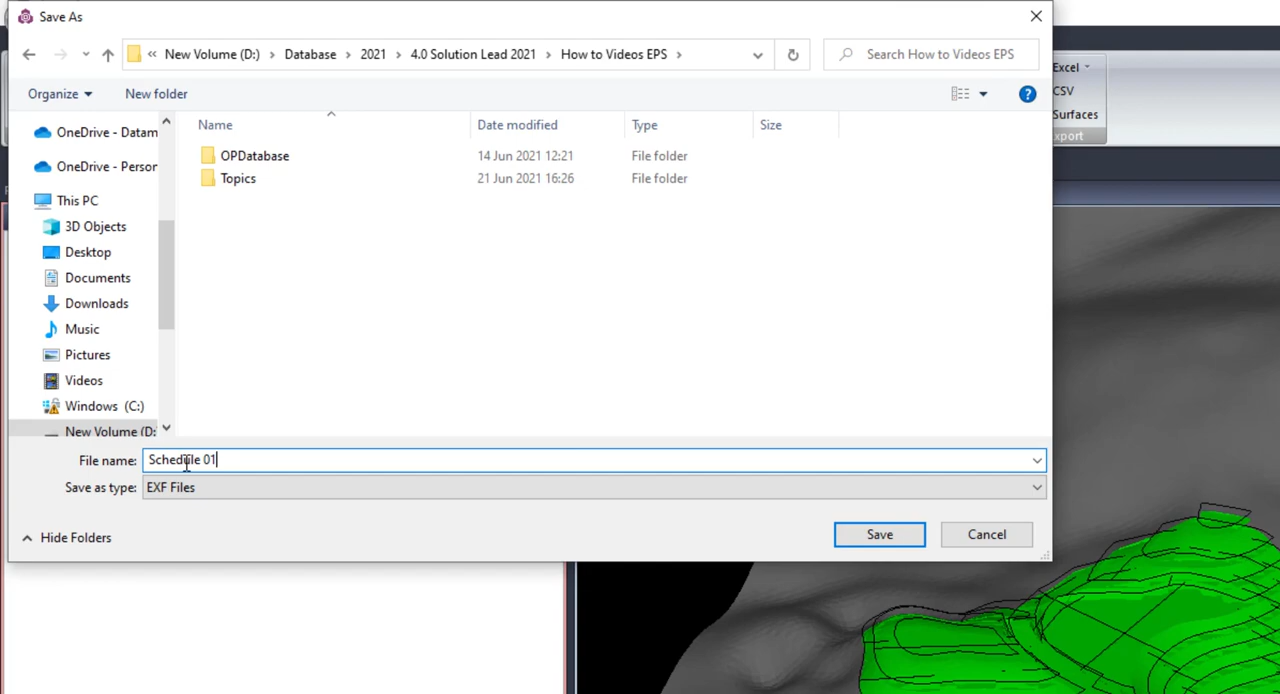 Save As
« New Volume (D:) > Database > 2021 > 4.0 Solution Lead 2021 > How to Videos EPS >
Search How to Videos EPS
Organize
New folder
Excel
CSV
Surfaces
xport
Name
Date modified
Type
Size
OPDatabase
14 Jun 2021 12:21
File folder
Topics
21 Jun 2021 16:26
File folder
OneDrive - Datam
OneDrive - Persor
This PC
3D Objects
Desktop
Documents
Downloads
Music
Pictures
Videos
Windows (C:)
New Volume (D:
File name: Schedule 01
Save as type: EXF Files
Hide Folders
Save
Cancel